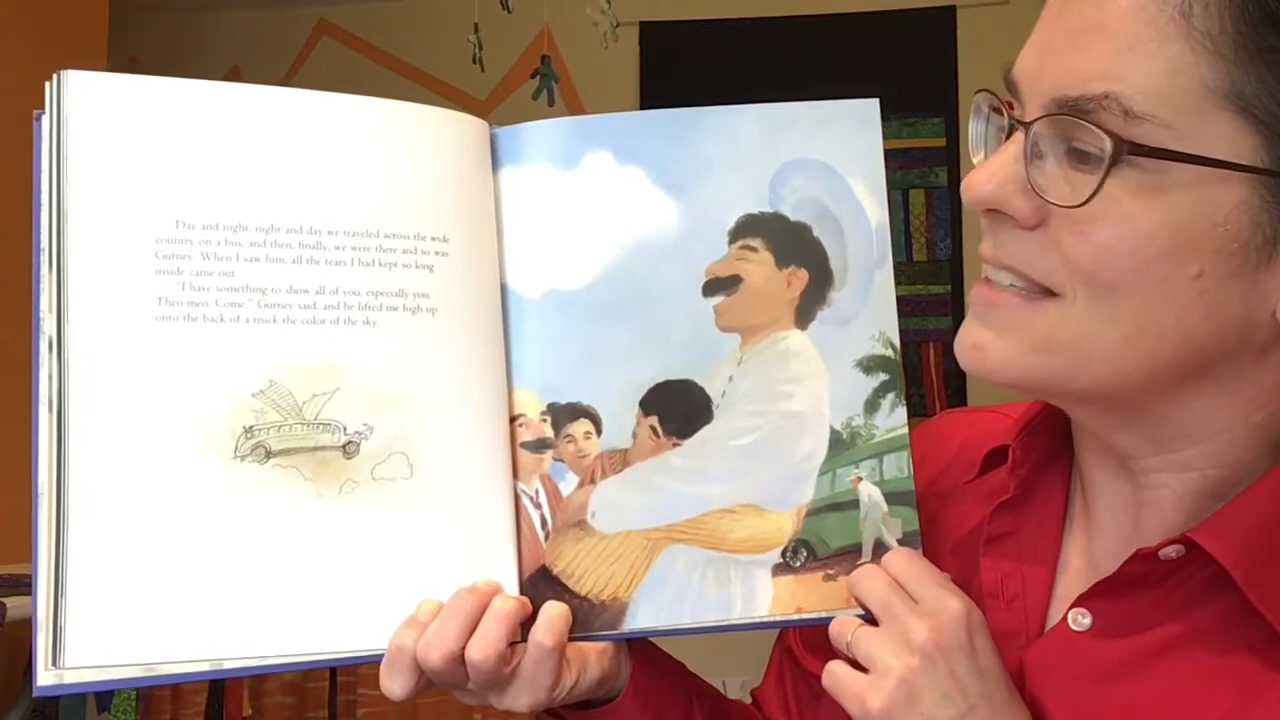 Day and night, night and day we traveled across the wide
country on a bus, and then, finally, we were there and so was
Gurney. When I saw him, all the tears I had kept so long
inside came out.
"I have something to show all of you, especially you,
Theo meo. Come," Gurney said, and he lifted me high up
onto the back of a truck the color of the sky.